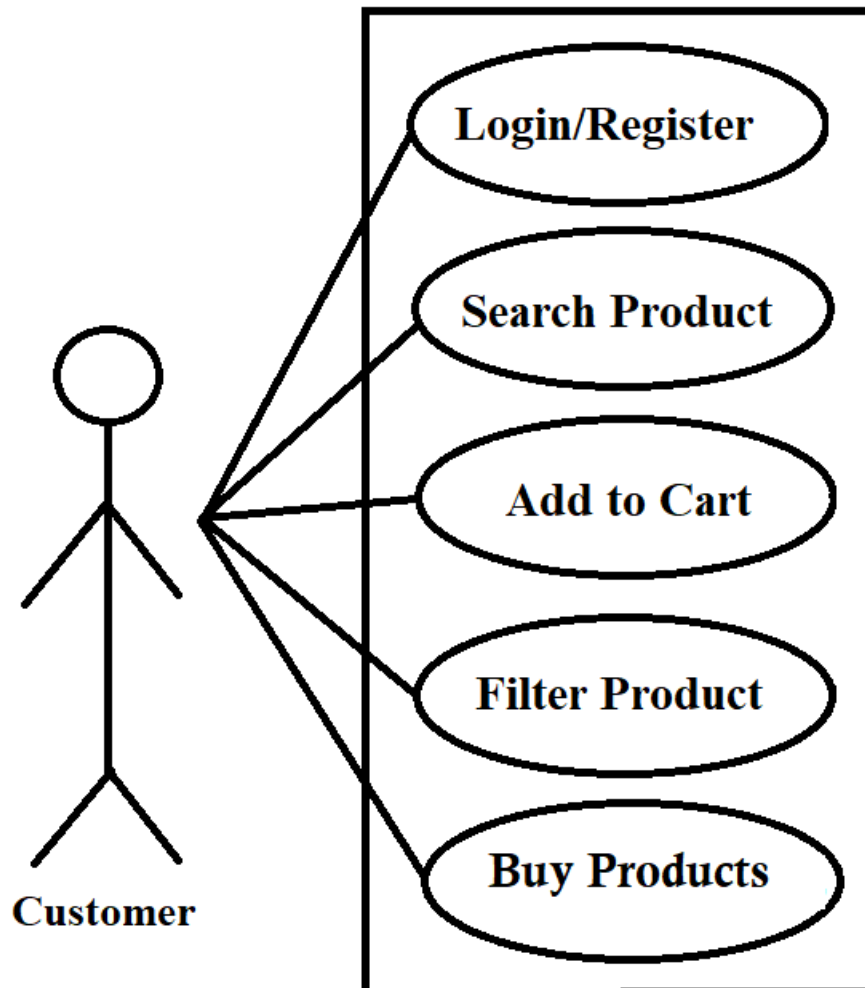 Login/Register
Search Product
Add to Cart
Filter Product
Buy Products
Customer